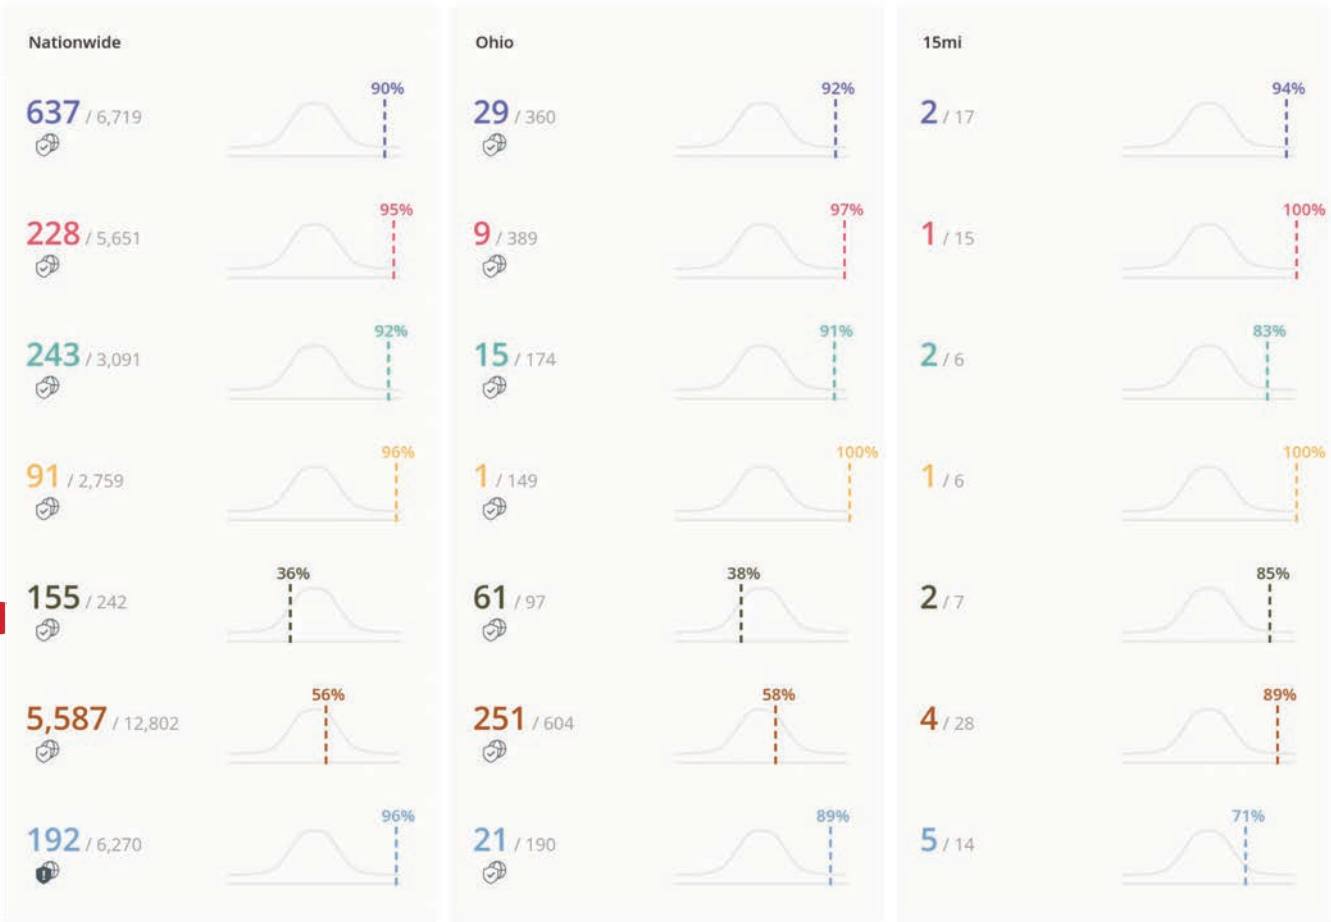 Nationwide
90%
637 / 6,719
95%
228 / 5,651
92%
243 / 3,091
96%
91 / 2,759
36%
155 / 242
56%
5,587 / 12,802
96%
192 / 6,270
Ohio
92%
29 / 360
97%
9 / 389
91%
15 / 174
100%
1 / 149
38%
61 / 97
58%
251 / 604
89%
21 / 190
15mi
94%
2 / 17
100%
1 / 15
83%
2 / 6
100%
1 / 6
85%
2 / 7
89%
4 / 28
71%
5 / 14